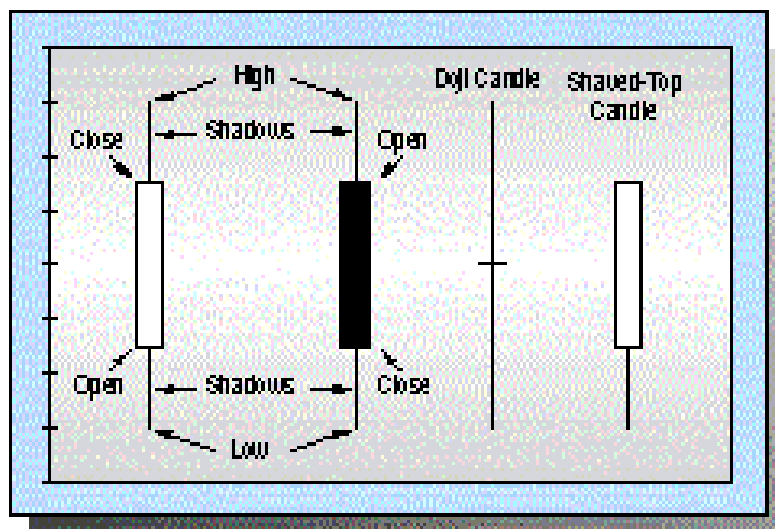 High
Doji Candle
Shaved-Top
Candle
Close
Shadows
Open
Open
Shadows
Close
Low